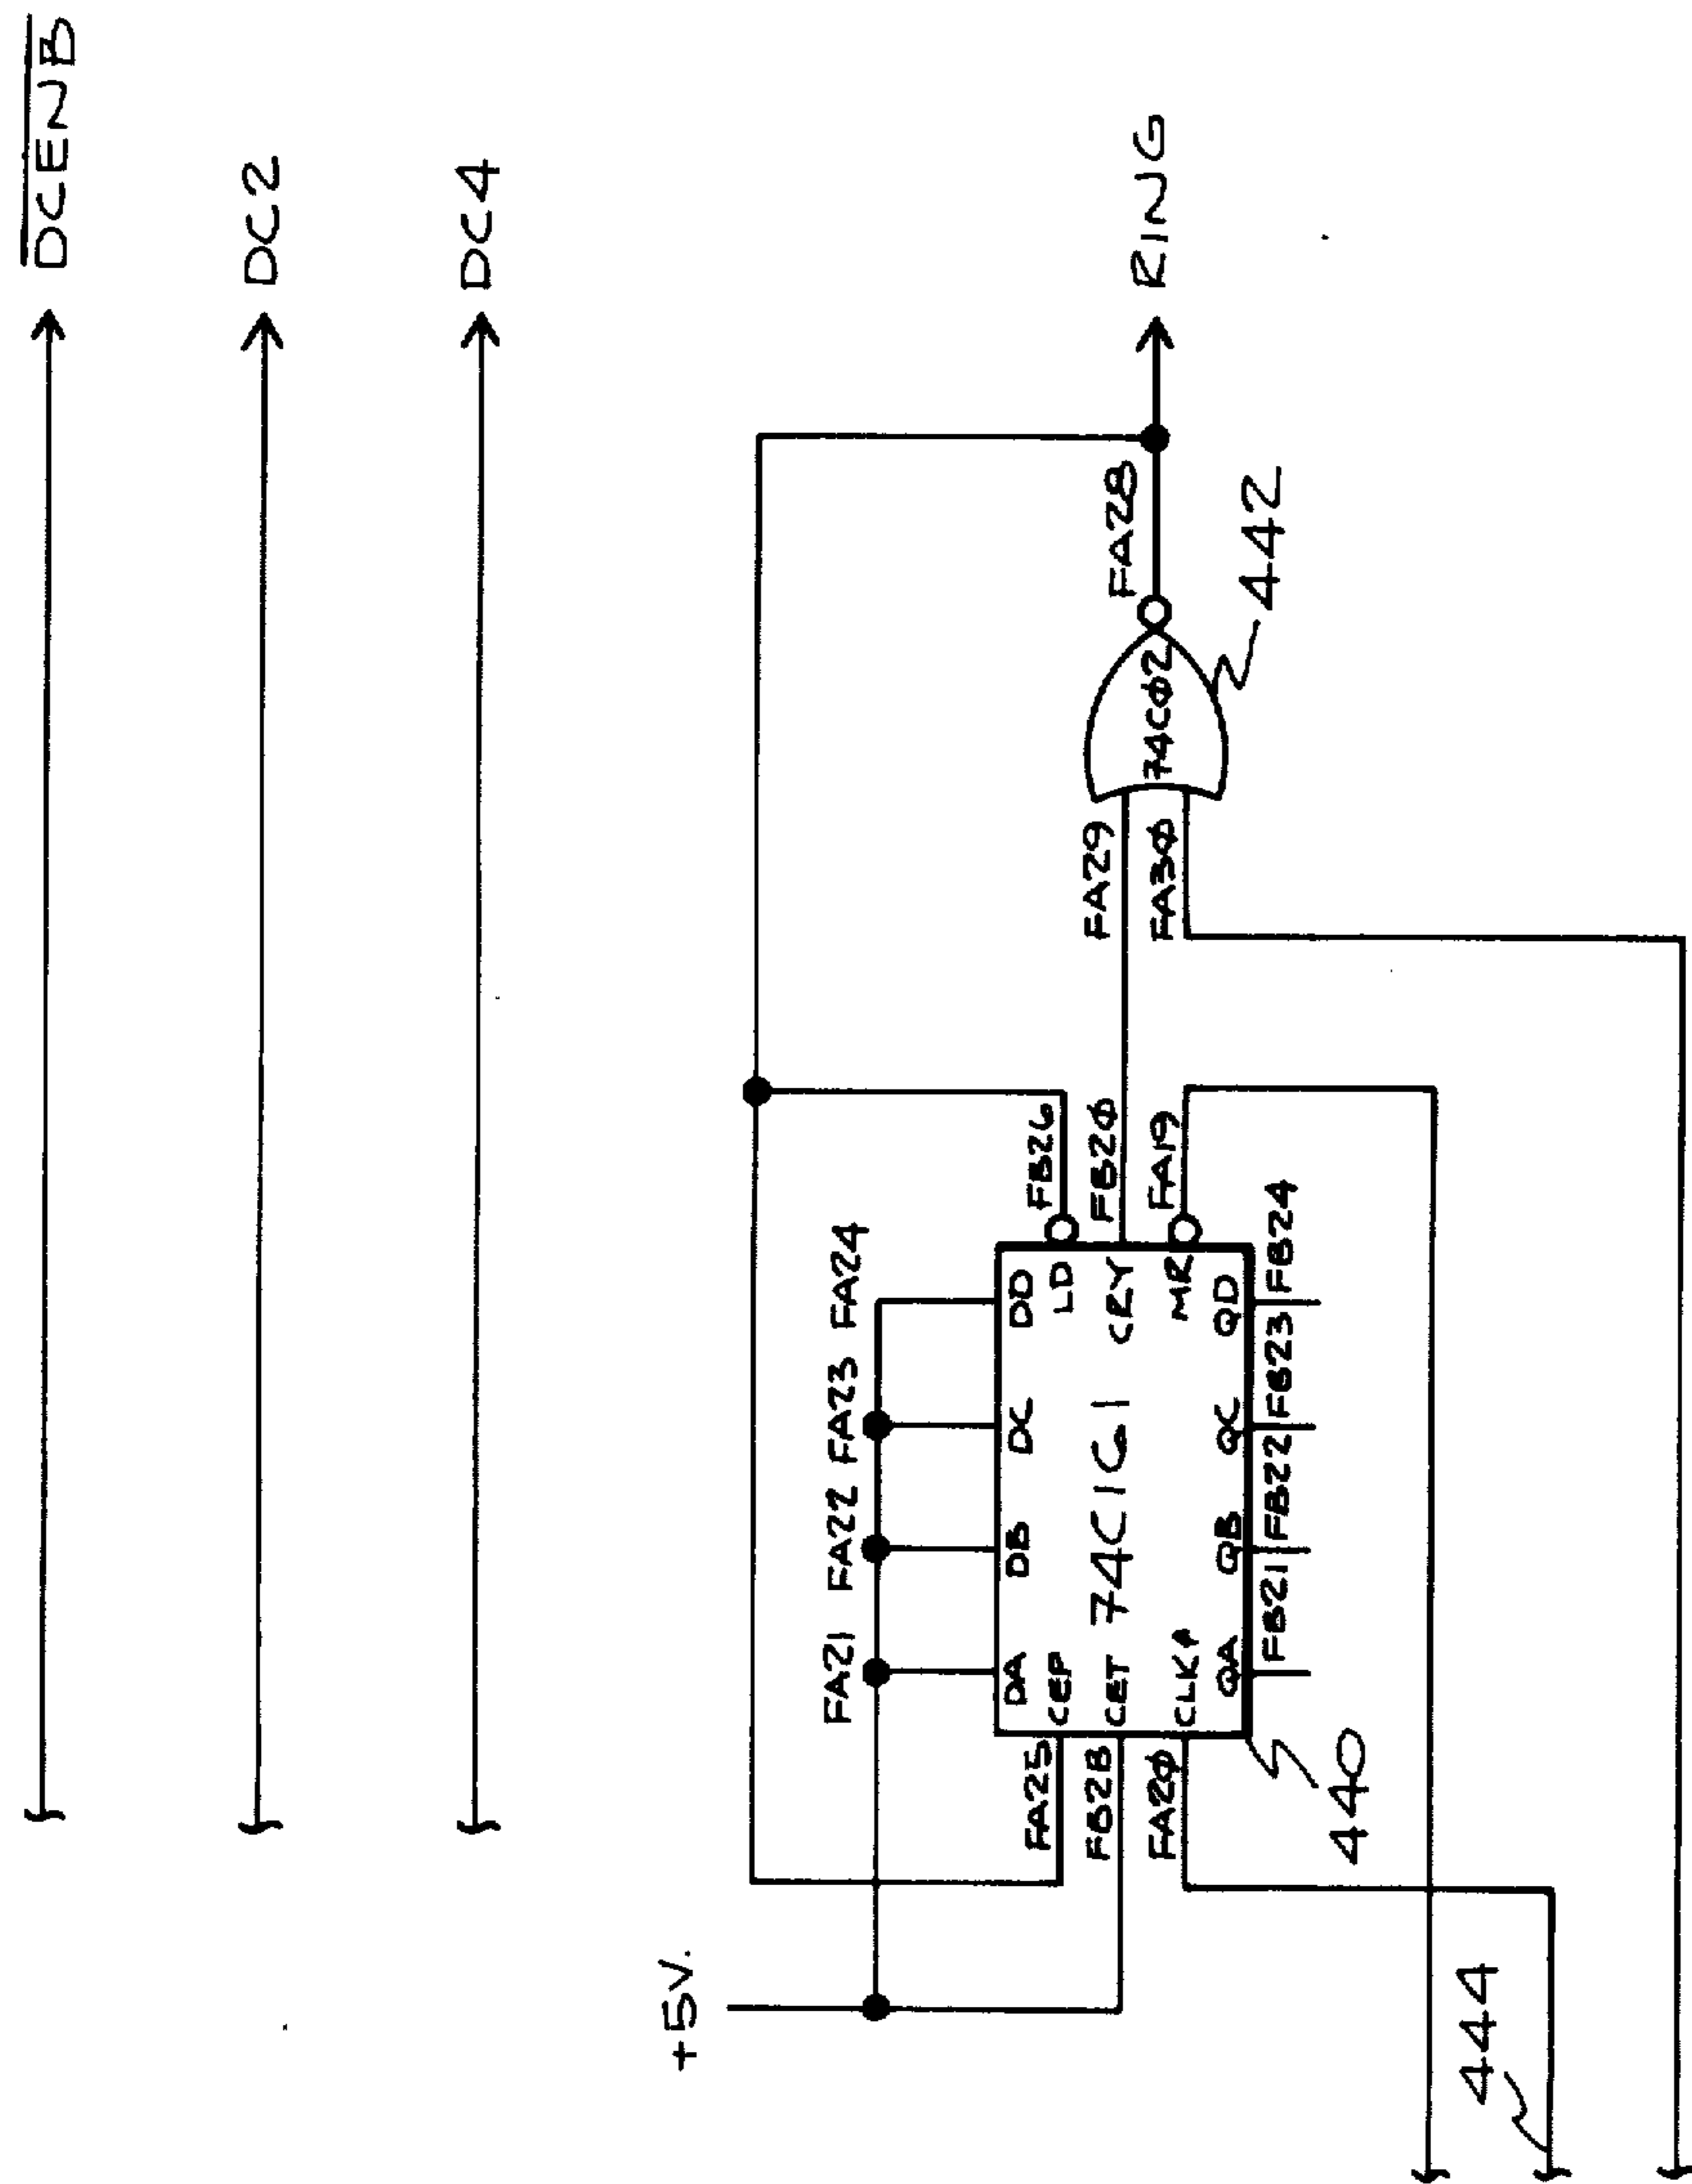 DCENB
DC2
DC4
+5V.
FA21 FA22 FA23 FA24
DA DB DC DD
FA25 CEP LD FB26
FB28 CET 74C161 CRY FB20 FA29
FA20 CLK MR FA19 FA30
QA QB QC QD
FB21 FB22 FB23 FB24
74C02
FA28
RING
440
442
444